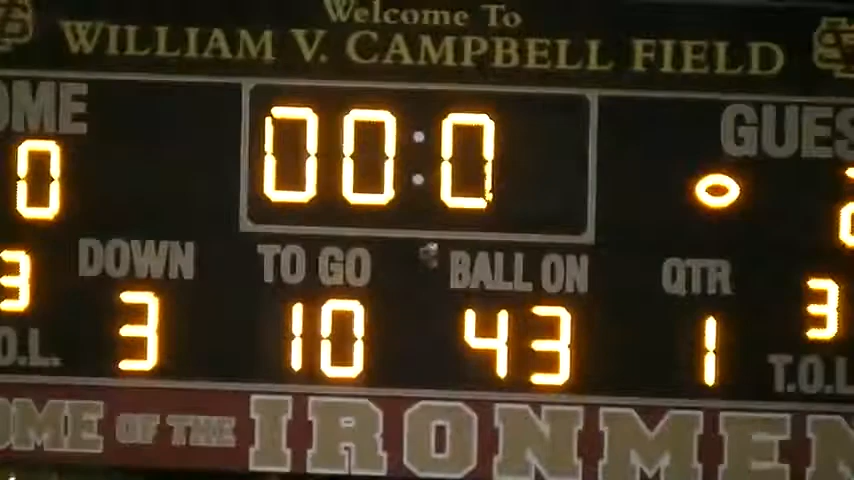 Welcome To
WILLIAM V. CAMPBELL FIELD
OME 00:0 GUES
0
DOWN TO GO BALL ON QTR
3 3 10 43 1 3
O.L. T.O.L
OME OF THE IRONMEN